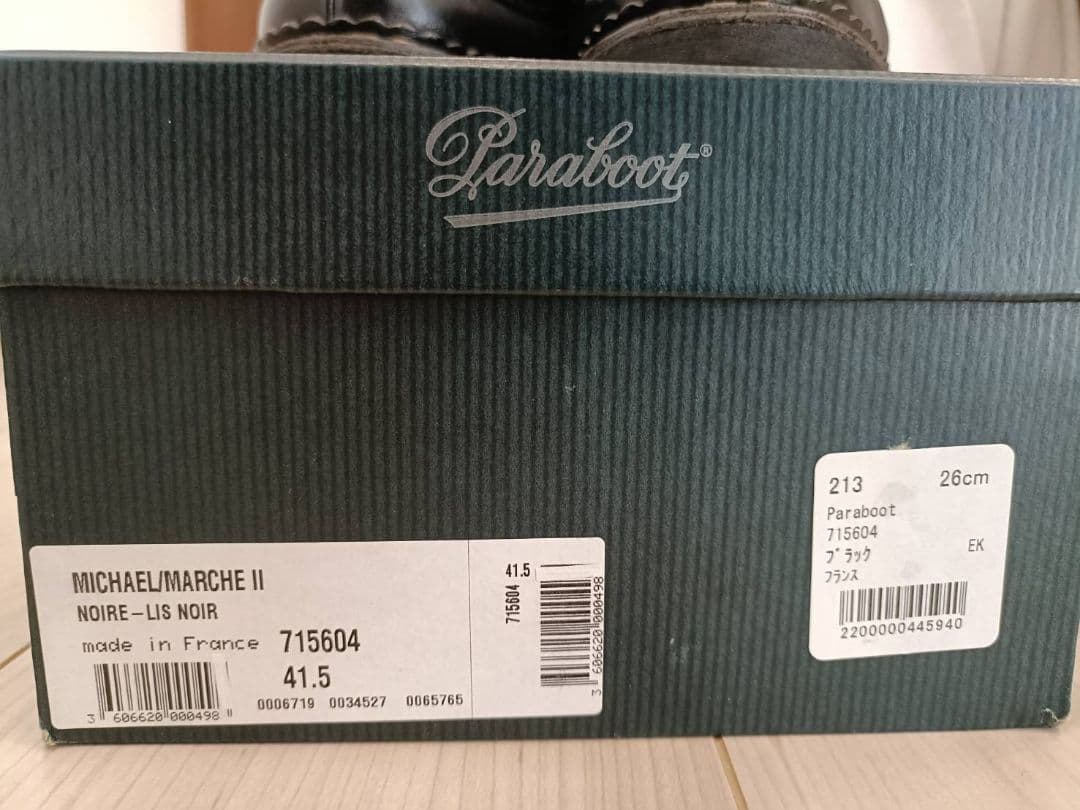 Paraboot®
MICHAEL/MARCHE II
NOIRE-LIS NOIR
made in France 715604
41.5
3 606620 000498
0006719 0034527 0065765
41.5
715604
3 606620 000498
213 26cm
Paraboot
715604
ブラック EK
フランス
2200000445940